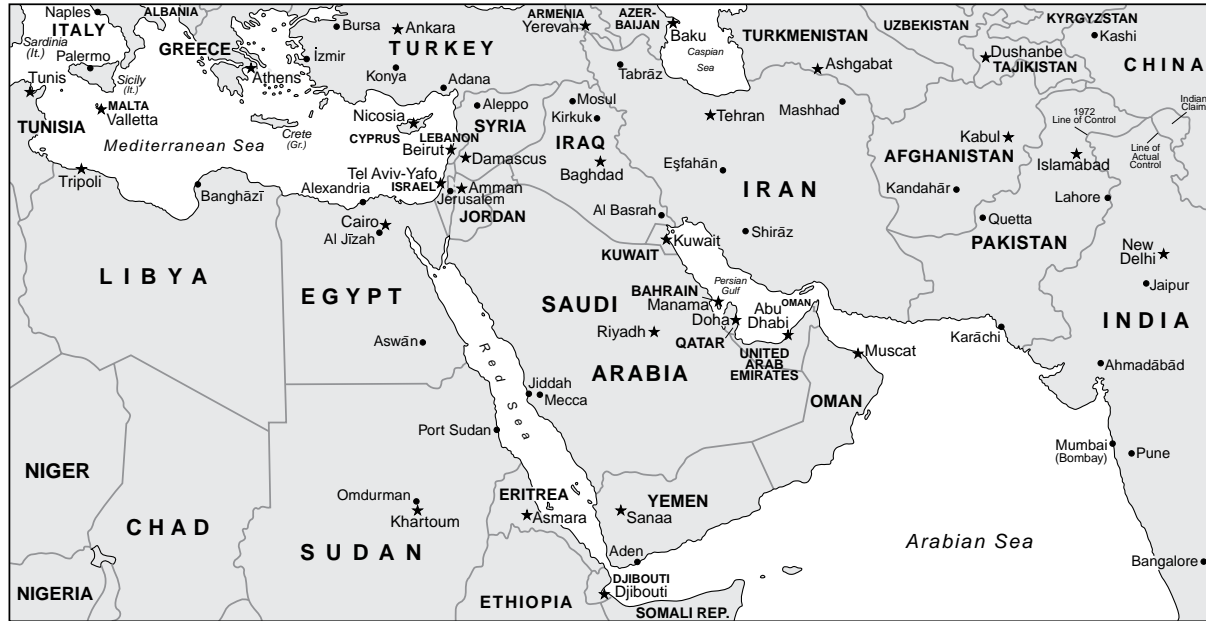 Naples
ITALY
Sardinia
(It.)
Palermo
Sicily
(It.)
Tunis
MALTA
Valletta
TUNISIA
Mediterranean Sea
Tripoli
Banghāzī
ALBANIA
GREECE
Athens
Crete
(Gr.)
Bursa
Ankara
İzmir
TURKEY
Konya
Adana
Nicosia
CYPRUS
LEBANON
Beirut
Aleppo
SYRIA
Damascus
Tel Aviv-Yafo
ISRAEL
Amman
Jerusalem
JORDAN
Alexandria
Cairo
Al Jīzah
ARMENIA
Yerevan
AZER-
BAIJAN
Baku
Caspian
Sea
Tabrāz
Mosul
Kirkuk
IRAQ
Baghdad
Al Basrah
KUWAIT
Kuwait
Tehran
Eşfahān
IRAN
Shirāz
Mashhad
TURKMENISTAN
Ashgabat
UZBEKISTAN
KYRGYZSTAN
Kashi
Dushanbe
TAJIKISTAN
CHINA
1972
Line of Control
Indian
Claim
Line of
Actual
Control
Kabul
AFGHANISTAN
Kandahār
Islamabad
Lahore
Quetta
PAKISTAN
New
Delhi
Jaipur
INDIA
Karāchi
Ahmadābād
Mumbai
(Bombay)
Pune
Bangalore
LIBYA
EGYPT
Aswān
Red Sea
SAUDI
ARABIA
Riyadh
Jiddah
Mecca
BAHRAIN
Manama
Persian
Gulf
Doha
QATAR
Abu
Dhabi
OMAN
UNITED
ARAB
EMIRATES
Muscat
OMAN
NIGER
CHAD
NIGERIA
Port Sudan
Omdurman
Khartoum
SUDAN
ERITREA
Asmara
YEMEN
Sanaa
Aden
DJIBOUTI
Djibouti
ETHIOPIA
SOMALI REP.
Arabian Sea